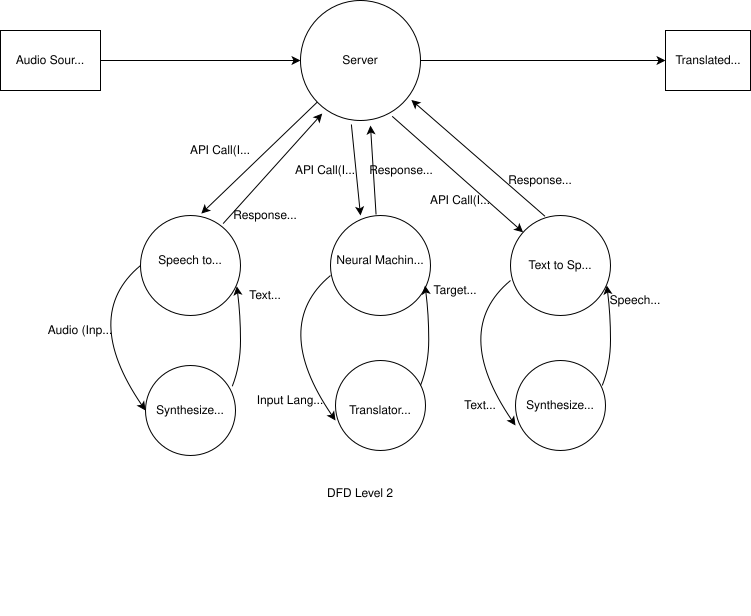 Audio Sour...
Server
Translated...
API Call(I...
API Call(I...
Response...
Response...
API Call(I...
Response...
Speech to...
Neural Machin...
Text to Sp...
Text...
Target...
Speech...
Audio (Inp...
Input Lang...
Text...
Synthesize...
Translator...
Synthesize...
DFD Level 2